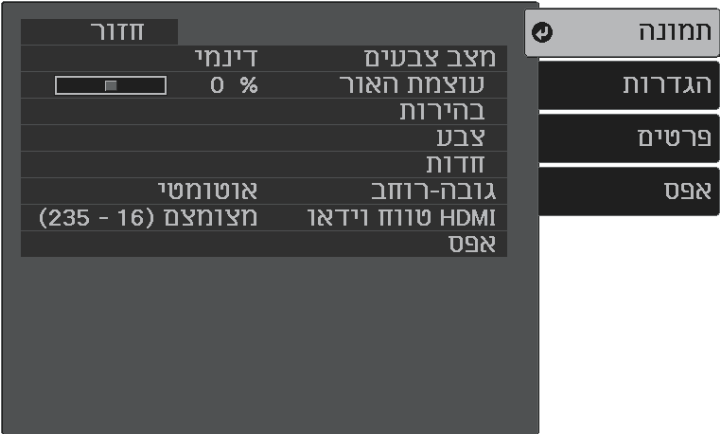 תמונה
הגדרות
פרטים
אפס
חזור
מצב צבעים דינמי
עוצמת האור 0 %
בהירות
צבע
חדות
גובה-רוחב אוטומטי
HDMI טווח וידאו מצומצם (16 - 235)
אפס